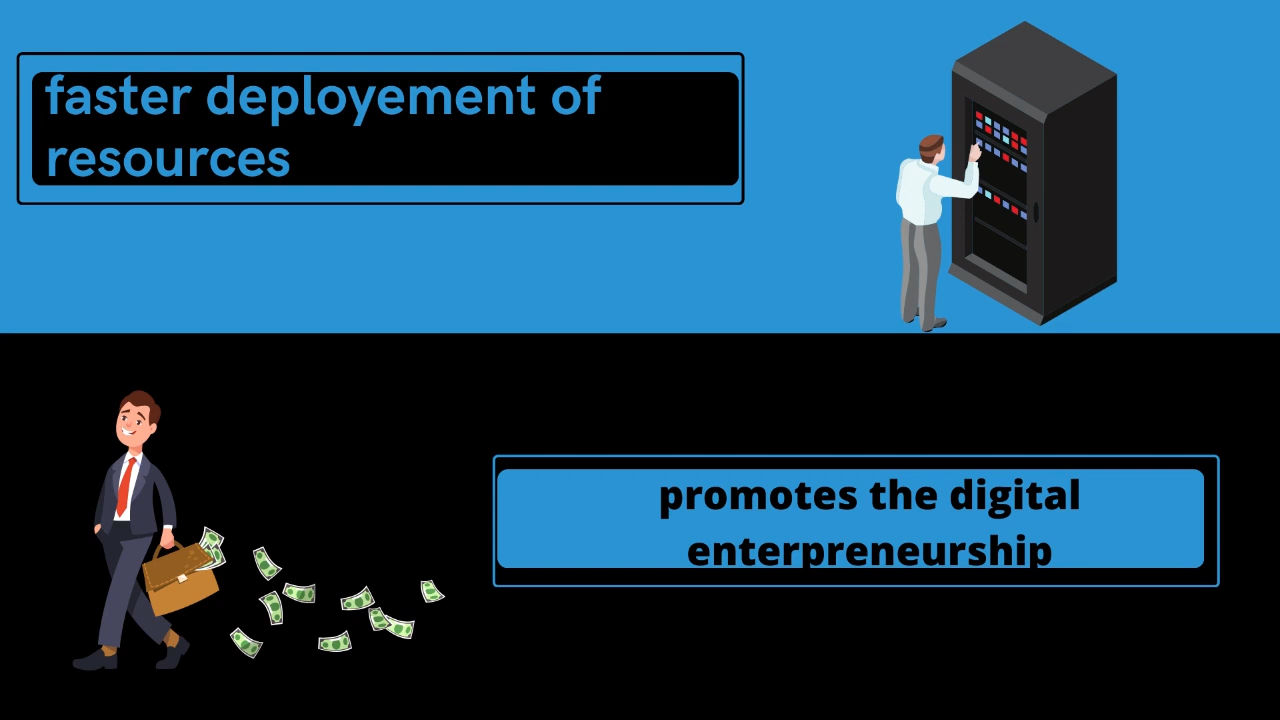 faster deployement of
resources
promotes the digital
enterpreneurship